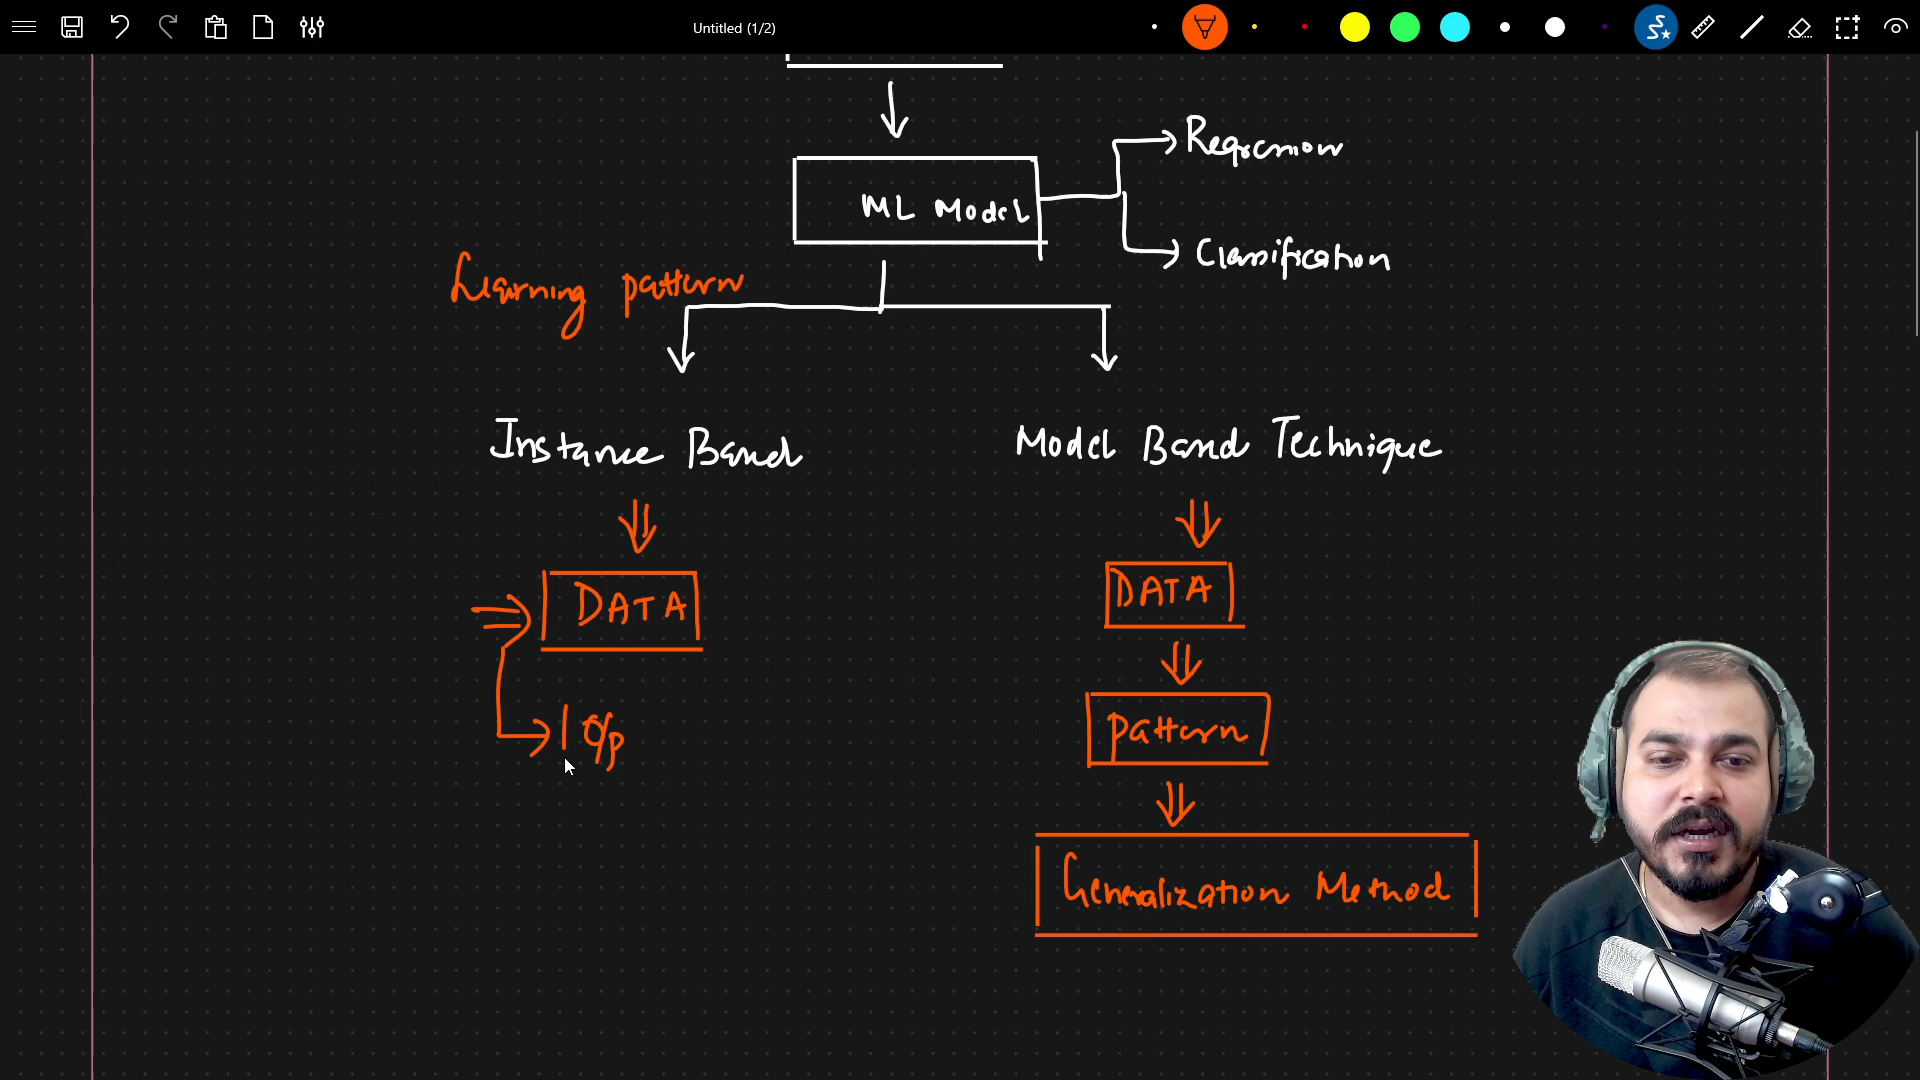 Untitled (1/2)
Regression
ML Model
Classification
Learning pattern
Instance Based
Model Based Technique
DATA
DATA
O/p
pattern
Generalization Method